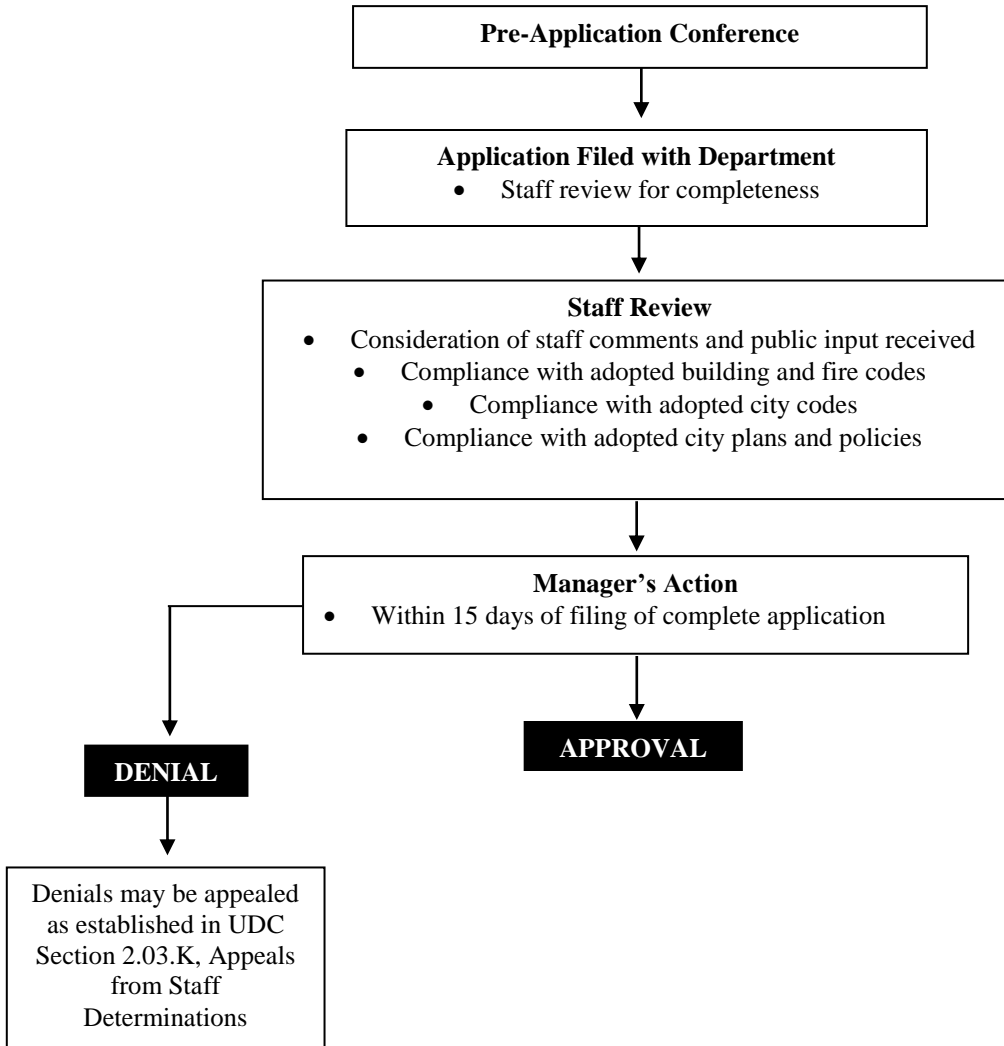 Pre-Application Conference
Application Filed with Department
• Staff review for completeness
Staff Review
• Consideration of staff comments and public input received
• Compliance with adopted building and fire codes
• Compliance with adopted city codes
• Compliance with adopted city plans and policies
Manager’s Action
• Within 15 days of filing of complete application
APPROVAL
DENIAL
Denials may be appealed
as established in UDC
Section 2.03.K, Appeals
from Staff
Determinations